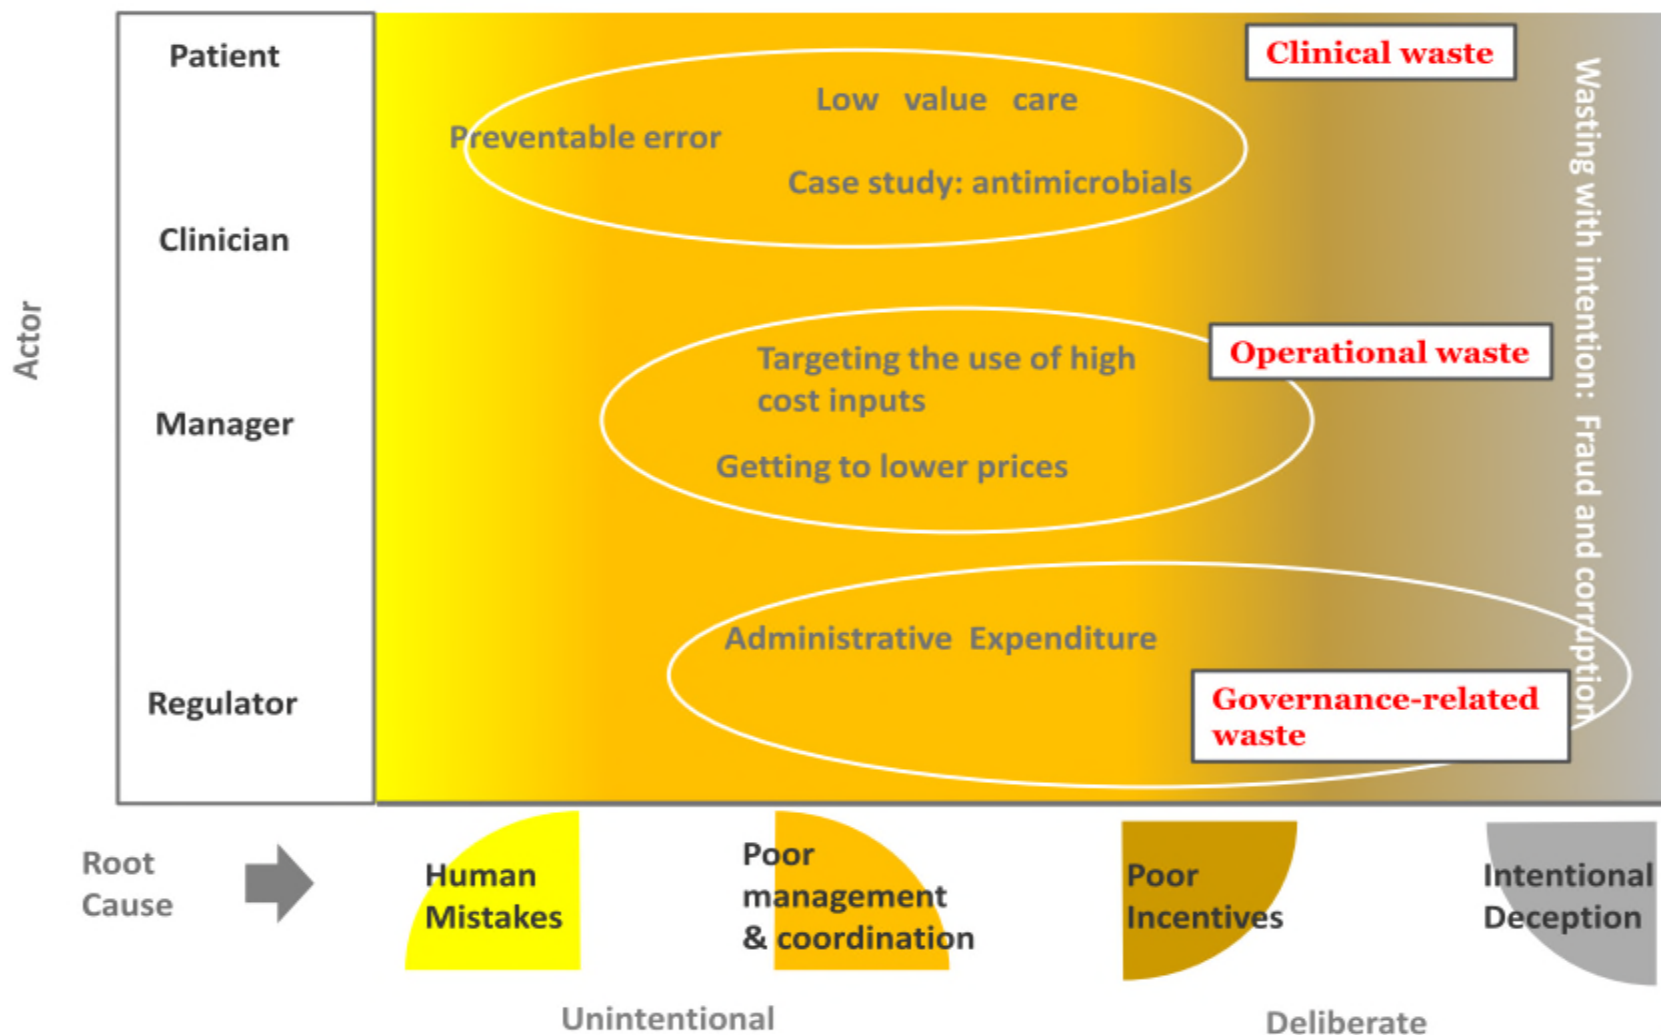 Patient
Clinical waste
Low value care
Preventable error
Case study: antimicrobials
Clinician
Wasting with intention: Fraud and corruption
Actor
Targeting the use of high
cost inputs
Operational waste
Manager
Getting to lower prices
Administrative Expenditure
Regulator
Governance-related
waste
Root
Cause
Human
Mistakes
Poor
management
& coordination
Poor
Incentives
Intentional
Deception
Unintentional
Deliberate